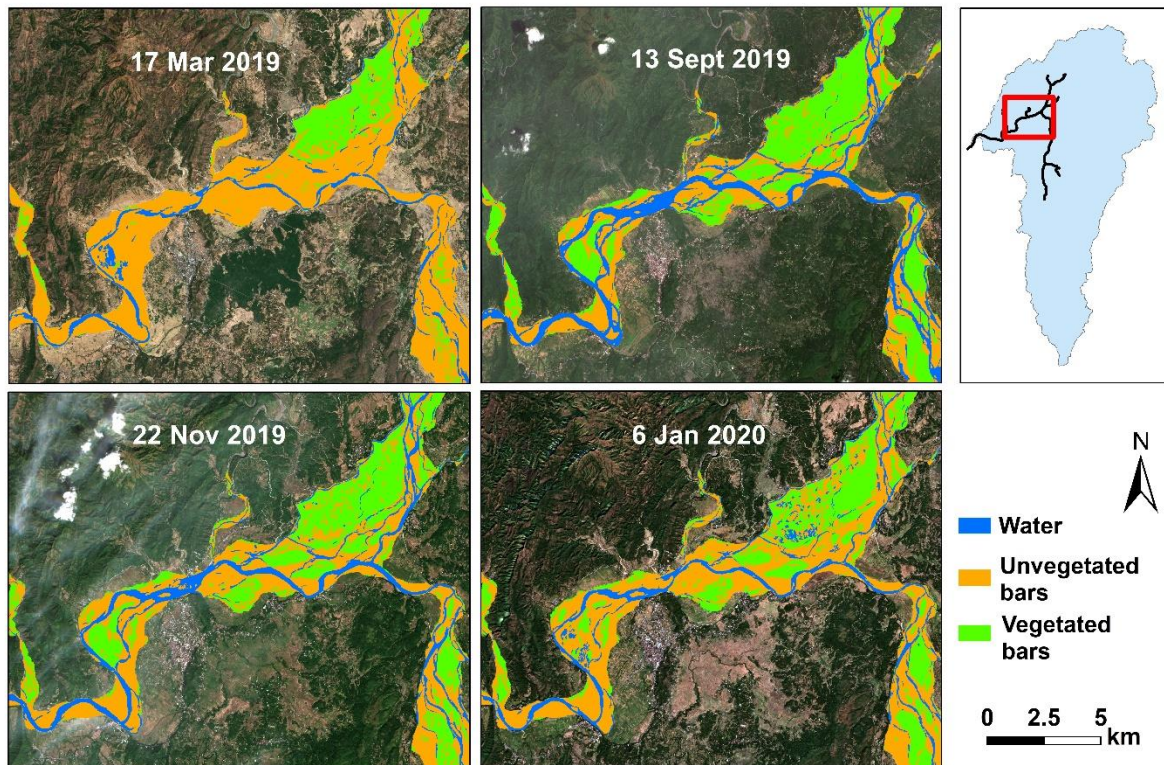 17 Mar 2019
13 Sept 2019
22 Nov 2019
6 Jan 2020
N
Water
Unvegetated
bars
Vegetated
bars
0 2.5 5
km